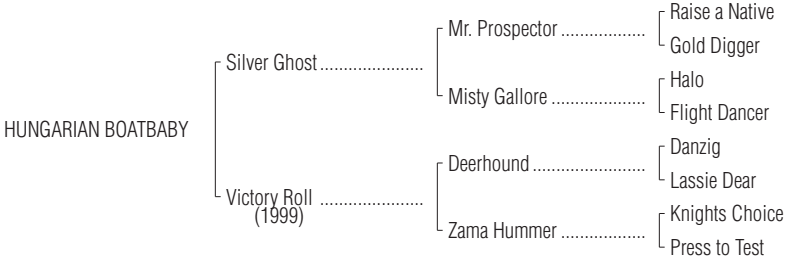 Raise a Native
Mr. Prospector ..................
Gold Digger
Silver Ghost ......................
Halo
Misty Gallore ....................
Flight Dancer
HUNGARIAN BOATBABY
Danzig
Deerhound ........................
Lassie Dear
Victory Roll ......................
(1999)
Knights Choice
Zama Hummer ..................
Press to Test